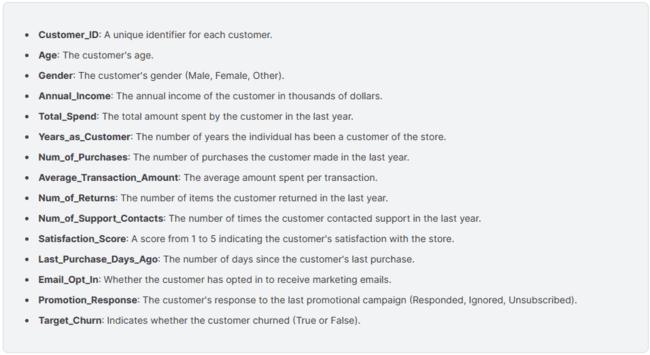 • Customer_ID: A unique identifier for each customer.
• Age: The customer's age.
• Gender: The customer's gender (Male, Female, Other).
• Annual_Income: The annual income of the customer in thousands of dollars.
• Total_Spend: The total amount spent by the customer in the last year.
• Years_as_Customer: The number of years the individual has been a customer of the store.
• Num_of_Purchases: The number of purchases the customer made in the last year.
• Average_Transaction_Amount: The average amount spent per transaction.
• Num_of_Returns: The number of items the customer returned in the last year.
• Num_of_Support_Contacts: The number of times the customer contacted support in the last year.
• Satisfaction_Score: A score from 1 to 5 indicating the customer's satisfaction with the store.
• Last_Purchase_Days_Ago: The number of days since the customer's last purchase.
• Email_Opt_In: Whether the customer has opted in to receive marketing emails.
• Promotion_Response: The customer's response to the last promotional campaign (Responded, Ignored, Unsubscribed).
• Target_Churn: Indicates whether the customer churned (True or False).